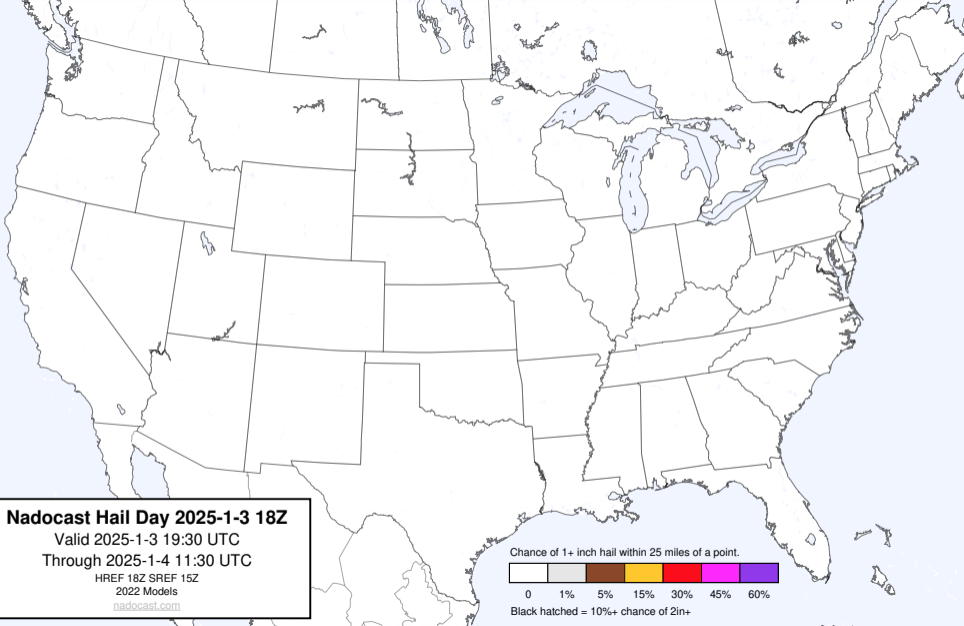 Nadocast Hail Day 2025-1-3 18Z
Valid 2025-1-3 19:30 UTC
Through 2025-1-4 11:30 UTC
HREF 18Z SREF 15Z
2022 Models
nadocast.com
Chance of 1+ inch hail within 25 miles of a point.
0 1% 5% 15% 30% 45% 60%
Black hatched = 10%+ chance of 2in+